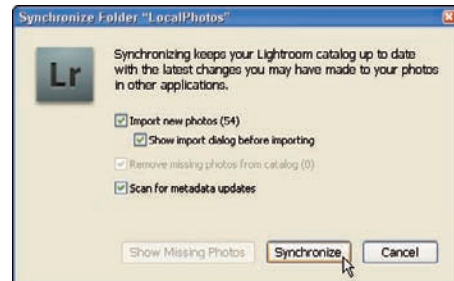 Synchronize Folder "LocalPhotos"
Lr
Synchronizing keeps your Lightroom catalog up to date
with the latest changes you may have made to your photos
in other applications.
Import new photos (54)
Show import dialog before importing
Remove missing photos from catalog (0)
Scan for metadata updates
Show Missing Photos Synchronize Cancel